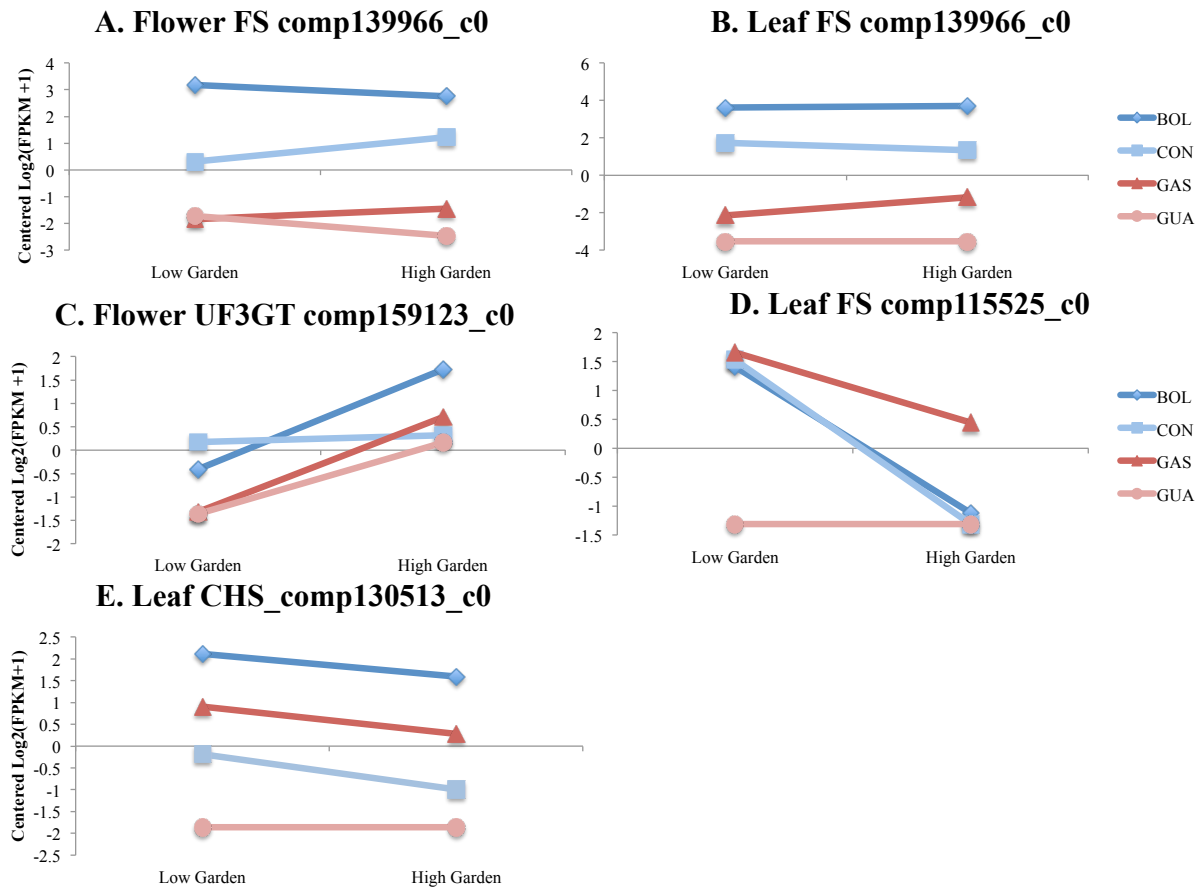 A. Flower FS comp139966_c0
Centered Log2(FPKM +1)
4
3
2
1
0
-1
-2
-3
Low Garden
High Garden
B. Leaf FS comp139966_c0
6
4
2
0
-2
-4
Low Garden
High Garden
BOL
CON
GAS
GUA
C. Flower UF3GT comp159123_c0
Centered Log2(FPKM +1)
2
1.5
1
0.5
0
-0.5
-1
-1.5
-2
Low Garden
High Garden
D. Leaf FS comp115525_c0
2
1.5
1
0.5
0
-0.5
-1
-1.5
Low Garden
High Garden
BOL
CON
GAS
GUA
E. Leaf CHS_comp130513_c0
Centered Log2(FPKM+1)
2.5
2
1.5
1
0.5
0
-0.5
-1
-1.5
-2
-2.5
Low Garden
High Garden